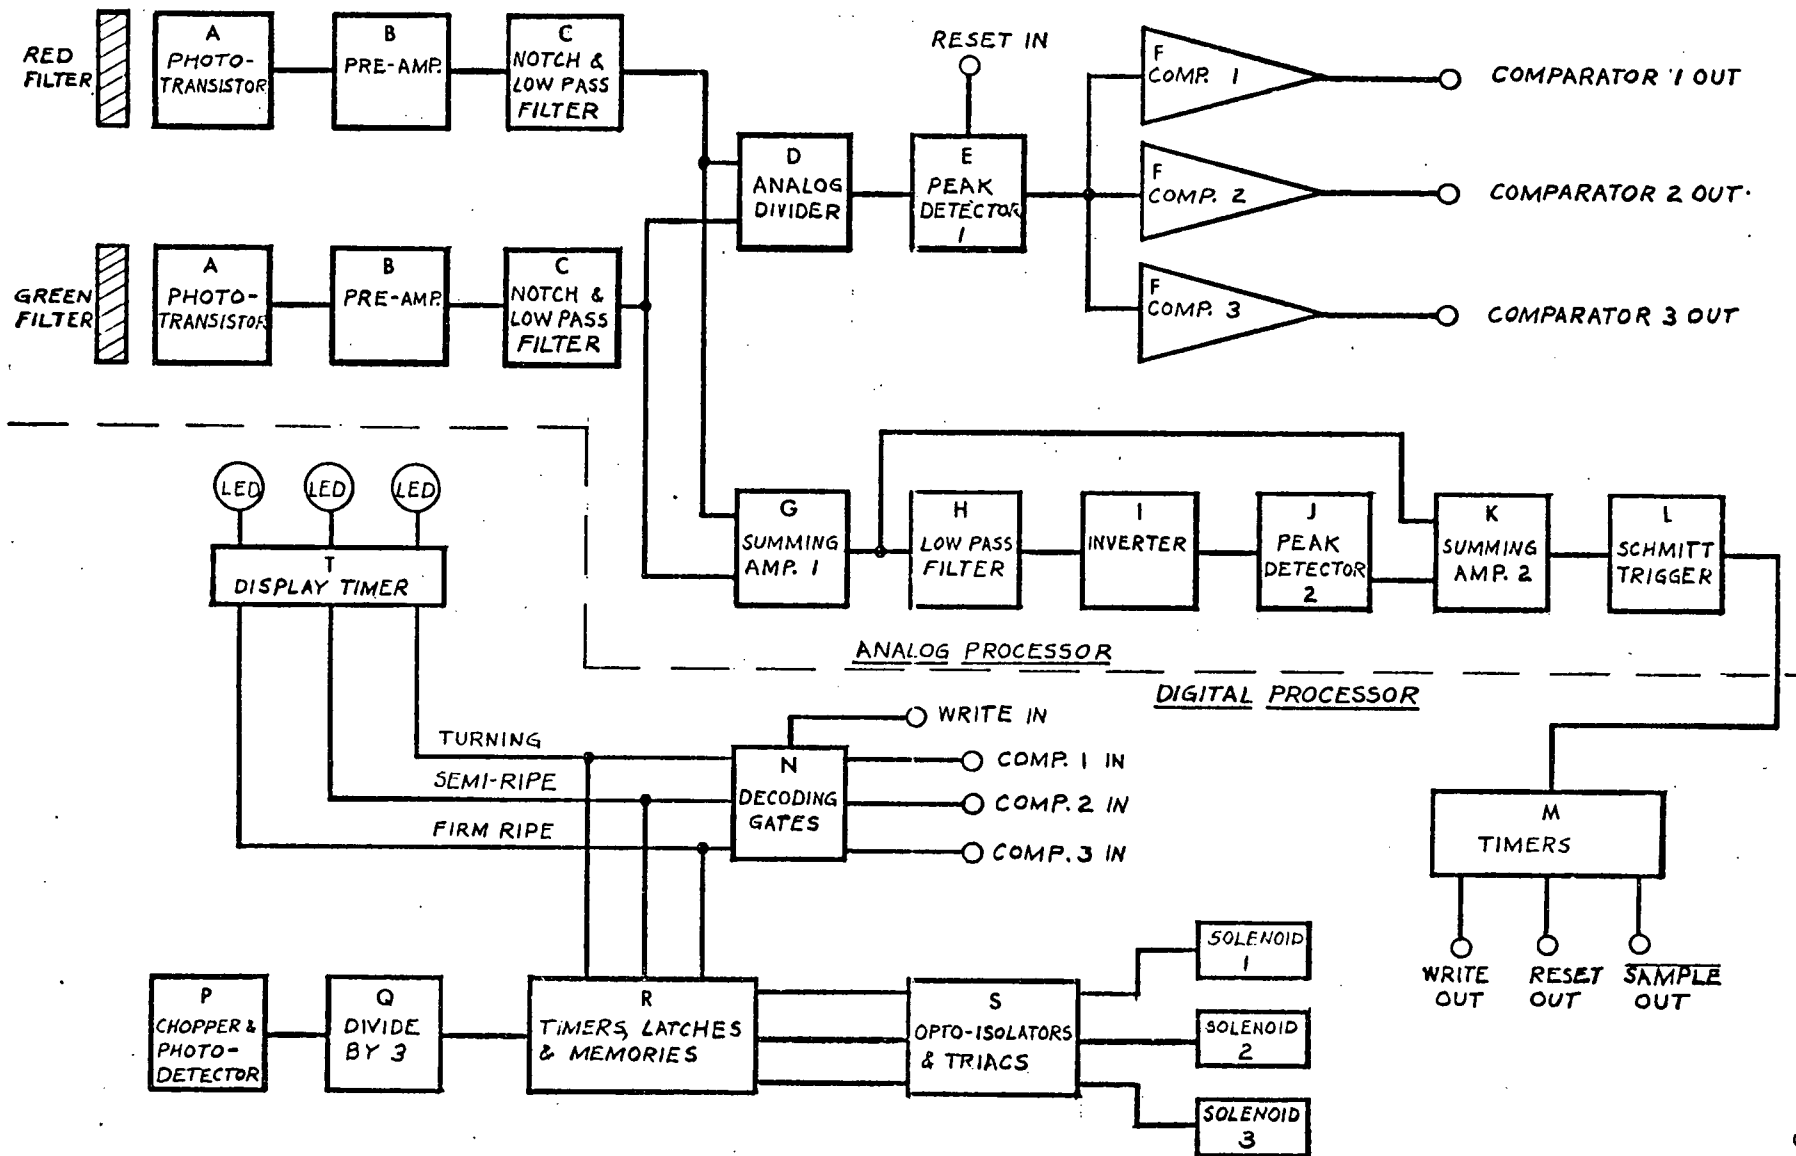 RED
FILTER
A
PHOTO-
TRANSISTOR
B
PRE-AMP.
C
NOTCH &
LOW PASS
FILTER
GREEN
FILTER
A
PHOTO-
TRANSISTOR
B
PRE-AMP.
C
NOTCH &
LOW PASS
FILTER
D
ANALOG
DIVIDER
RESET IN
E
PEAK
DETECTOR
1
F
COMP. 1
COMPARATOR 1 OUT
F
COMP. 2
COMPARATOR 2 OUT
F
COMP. 3
COMPARATOR 3 OUT
G
SUMMING
AMP. 1
H
LOW PASS
FILTER
I
INVERTER
J
PEAK
DETECTOR
2
K
SUMMING
AMP. 2
L
SCHMITT
TRIGGER
ANALOG PROCESSOR
DIGITAL PROCESSOR
LED
LED
LED
T
DISPLAY TIMER
TURNING
SEMI-RIPE
FIRM RIPE
WRITE IN
N
DECODING
GATES
COMP. 1 IN
COMP. 2 IN
COMP. 3 IN
M
TIMERS
WRITE
OUT
RESET
OUT
SAMPLE
OUT
P
CHOPPER &
PHOTO-
DETECTOR
Q
DIVIDE
BY 3
R
TIMERS, LATCHES
& MEMORIES
S
OPTO-ISOLATORS
& TRIACS
SOLENOID
1
SOLENOID
2
SOLENOID
3